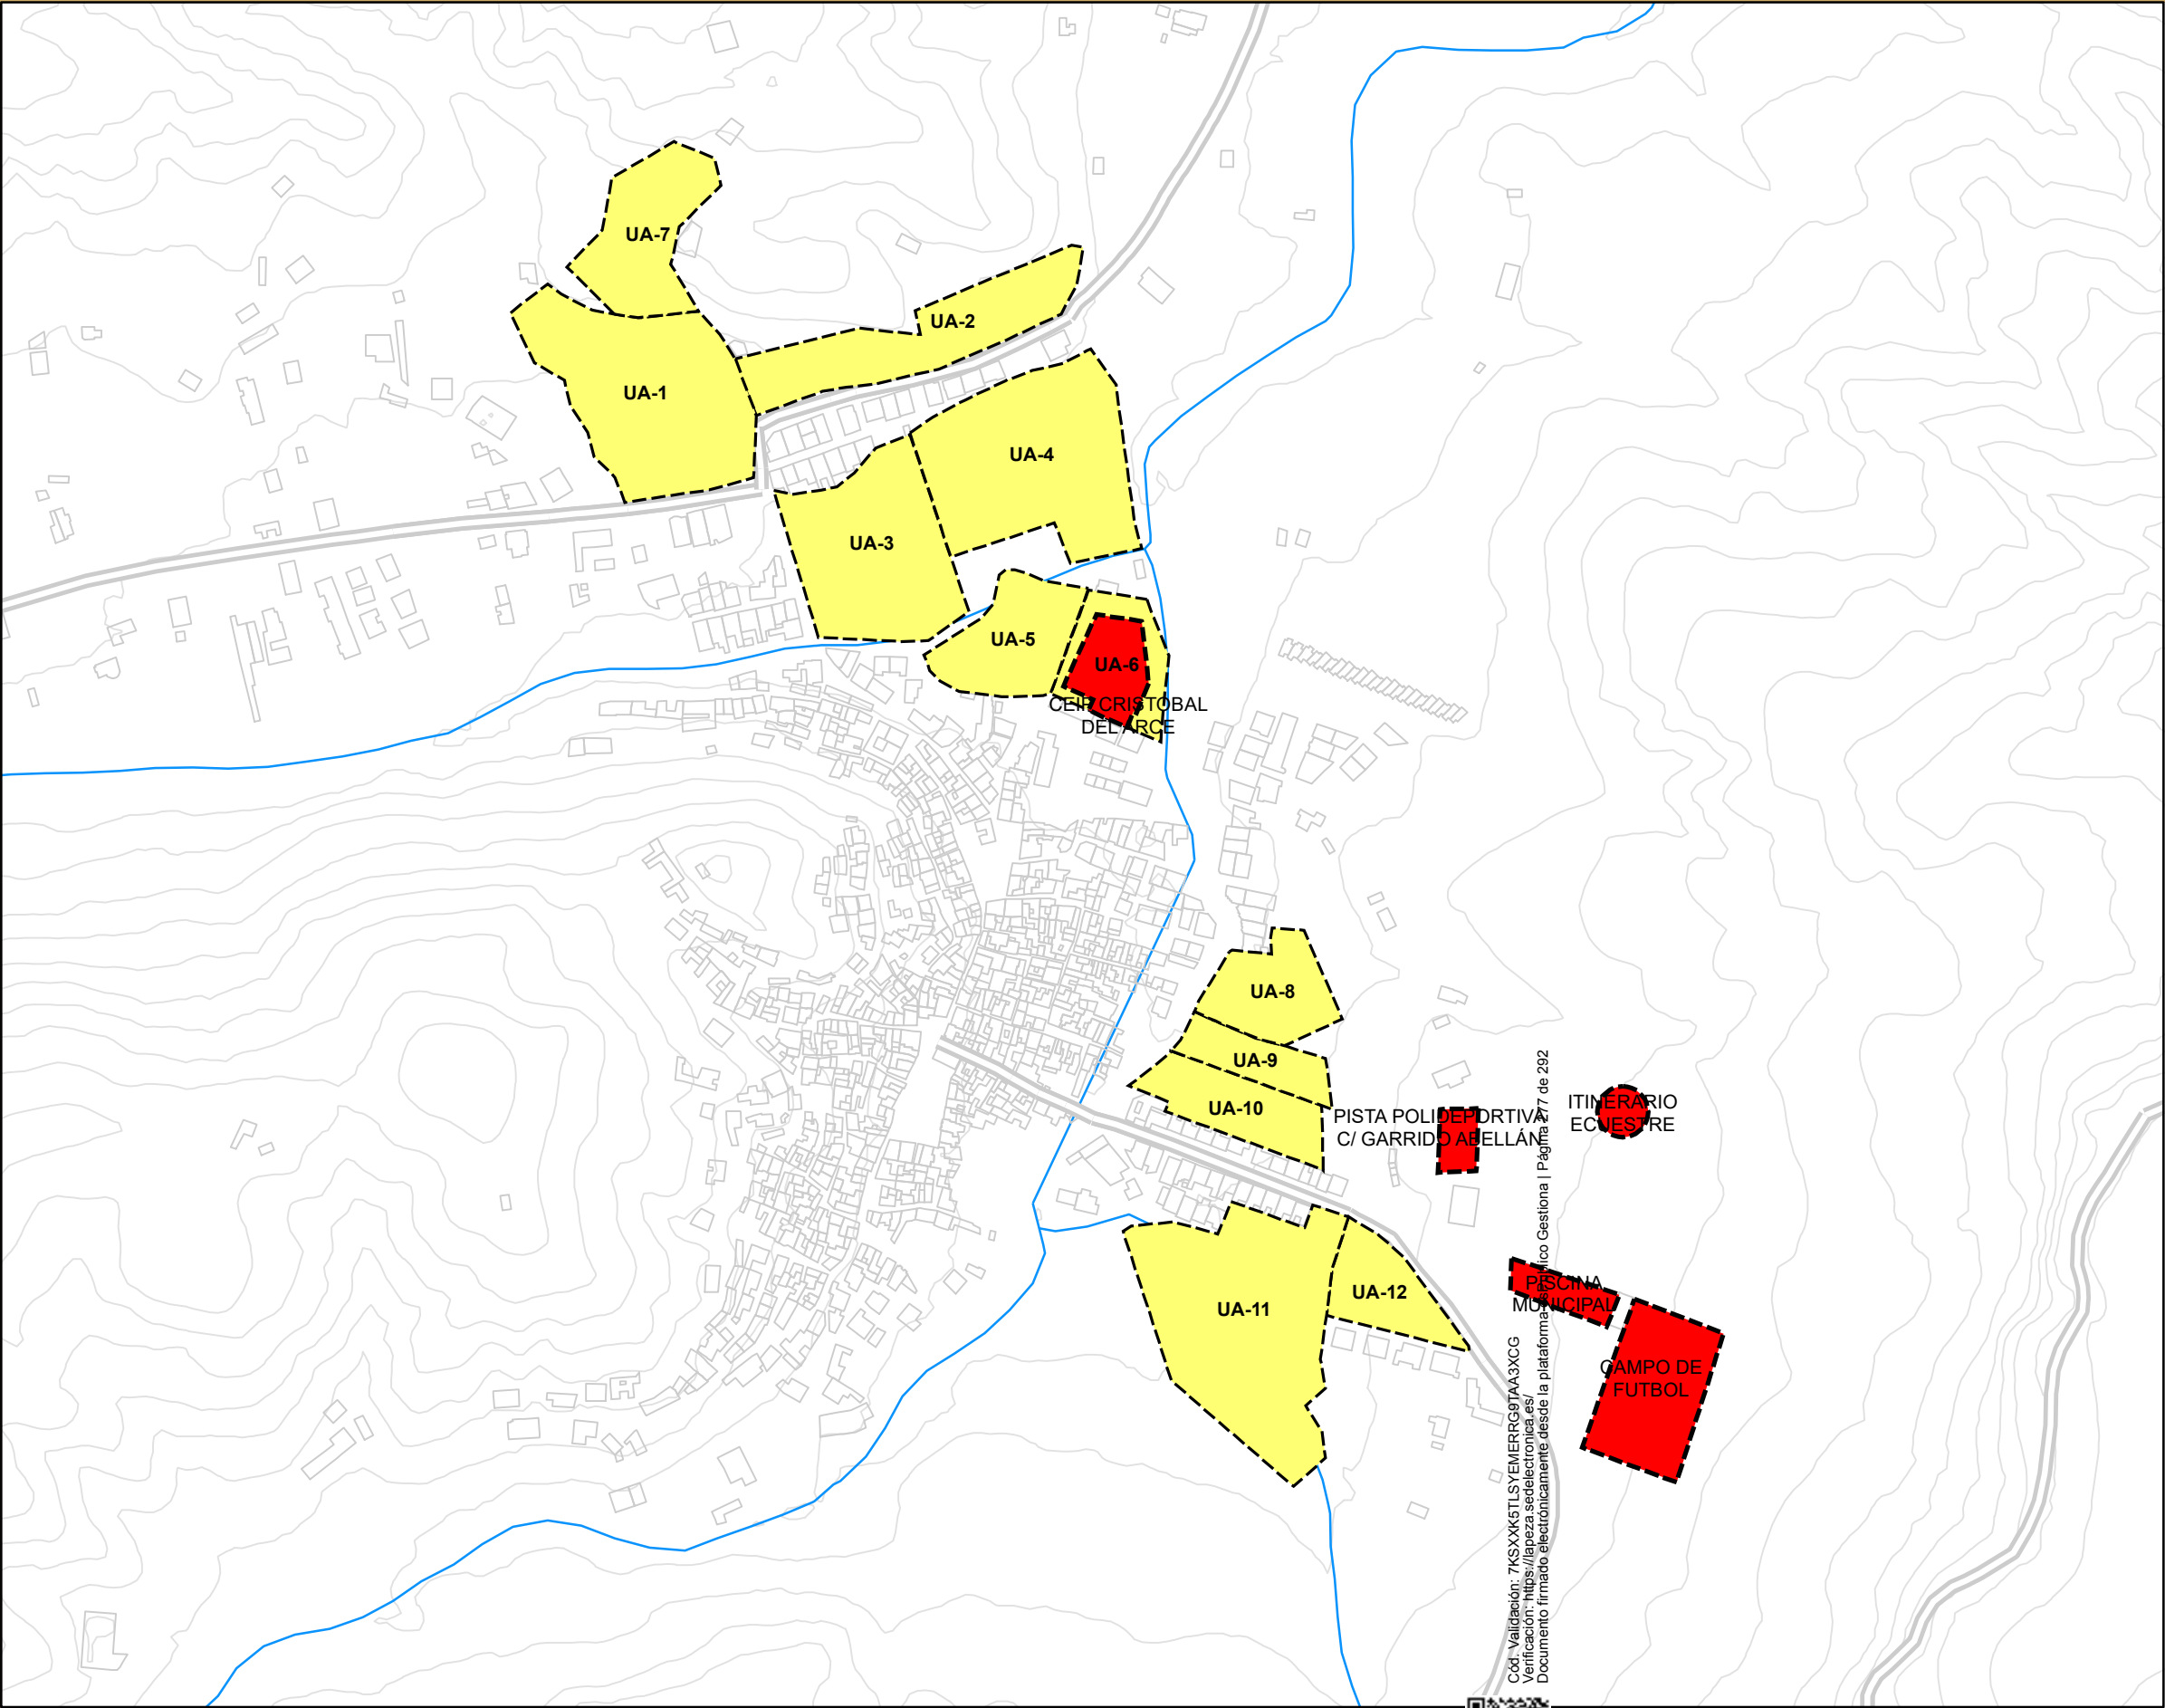 UA-7
UA-2
UA-1
UA-4
UA-3
UA-5
UA-6
CEIP CRISTOBAL
DEL ARCE
UA-8
UA-9
UA-10
PISTA POLIDEPORTIVA
C/ GARRIDO ABELLÁN
ITINERARIO
ECUESTRE
UA-11
UA-12
PISCINA
MUNICIPAL
CAMPO DE
FUTBOL
Cód. Validación: 7KSXXK5TLSYEMERRG9TAA3XCG
Verificación: https://lapeza.sedelectronica.es/
Documento firmado electrónicamente desde la plataforma esPublico Gestiona | Página 277 de 292